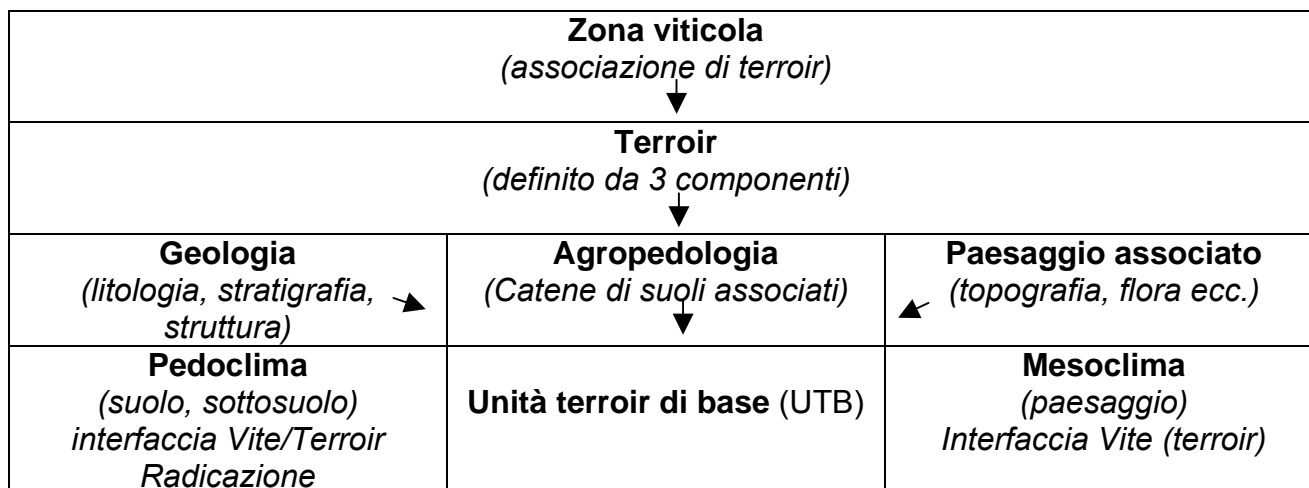 Zona viticola
(associazione di terroir)
Terroir
(definito da 3 componenti)
Geologia
(litologia, stratigrafia,
struttura)
Agropedologia
(Catene di suoli associati)
Paesaggio associato
(topografia, flora ecc.)
Pedoclima
(suolo, sottosuolo)
interfaccia Vite/Terroir
Radicazione
Unità terroir di base (UTB)
Mesoclima
(paesaggio)
Interfaccia Vite (terroir)